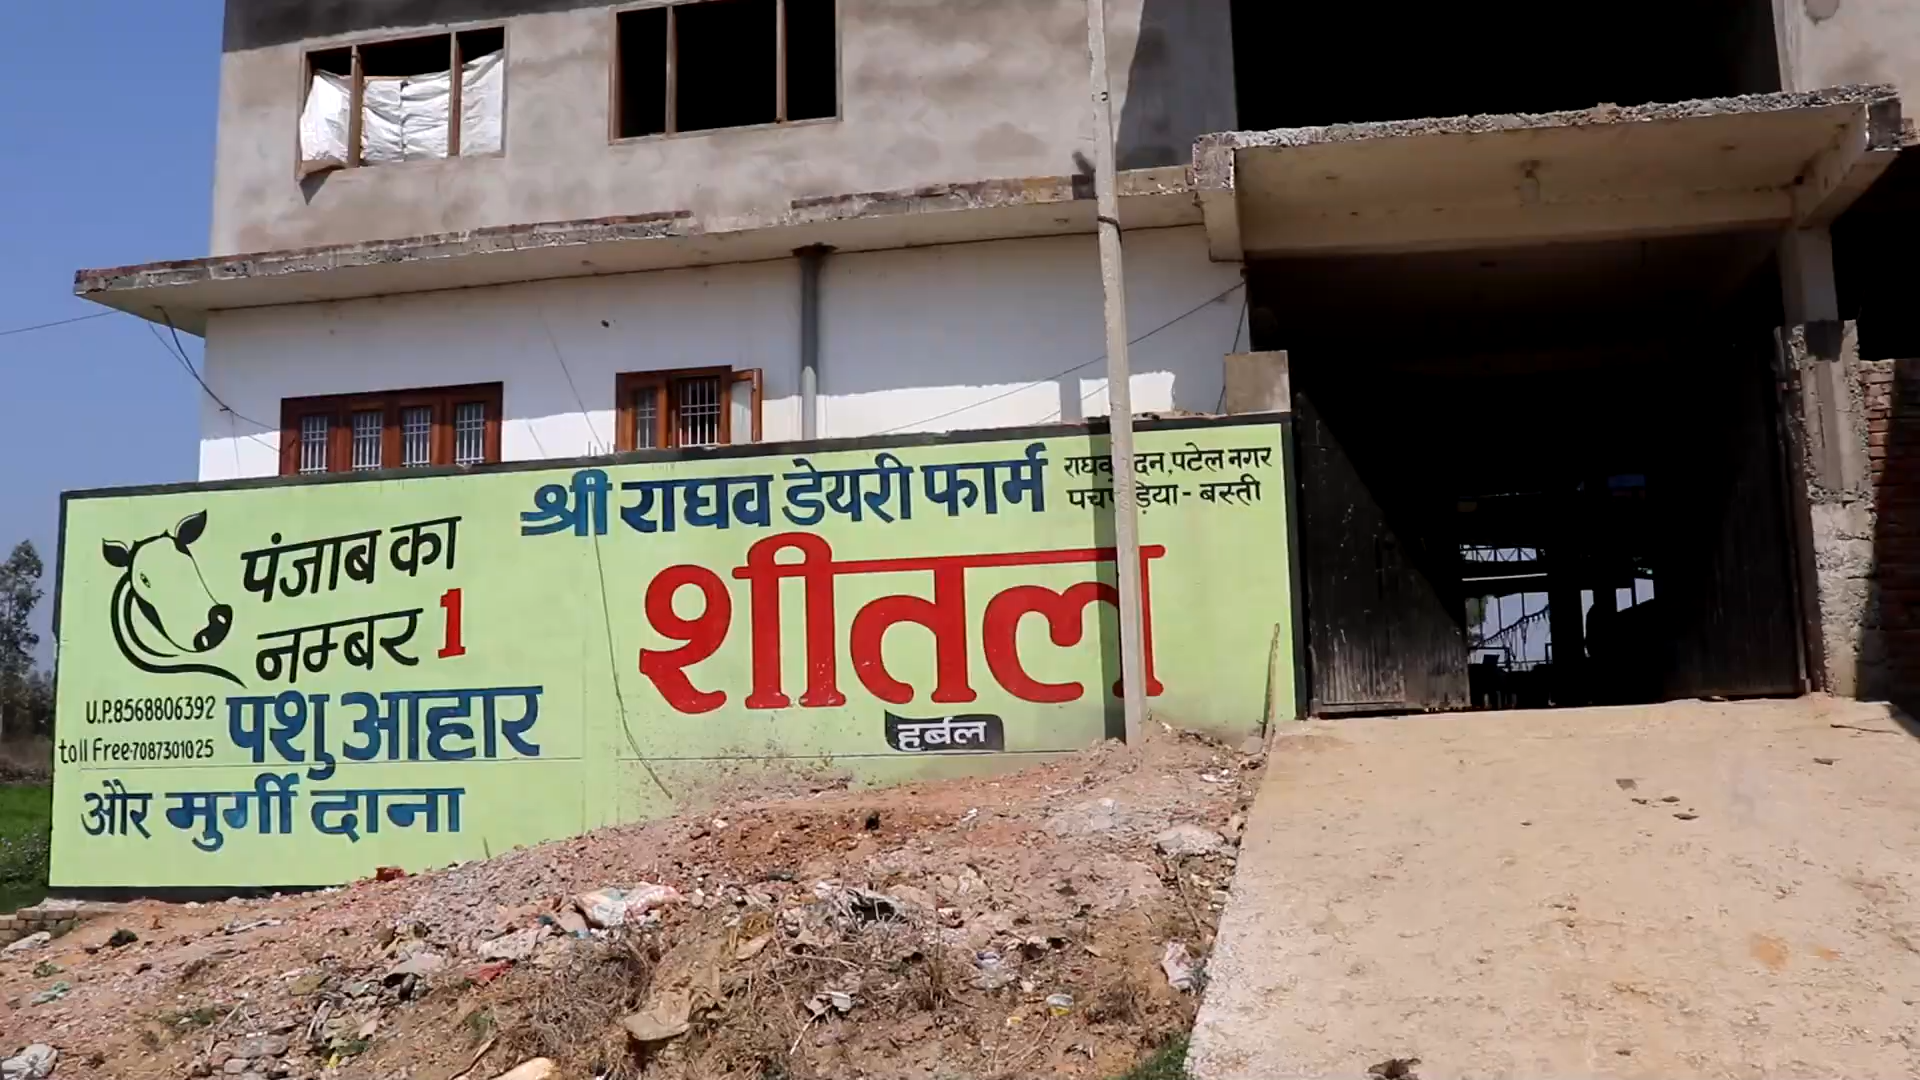 श्री राघव डेयरी फार्म
पटेल नगर
बस्ती
पंजाब का
नम्बर 1
पशु आहार
और मुर्गी दाना
U.P.8568806392
toll Free-7087301025
शीतल
हर्बल